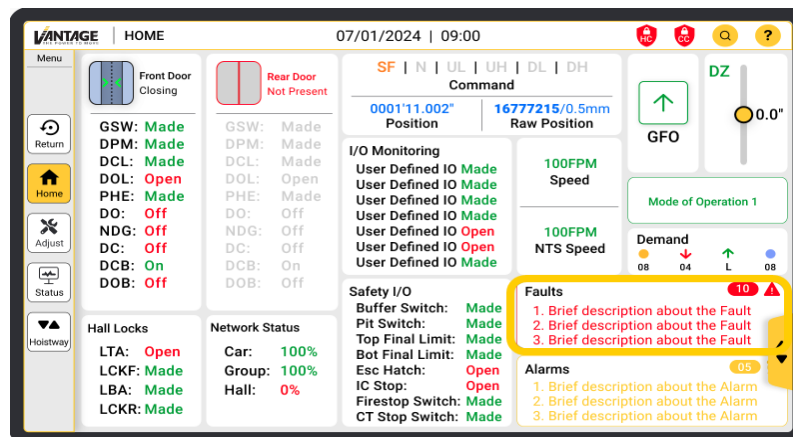 VANTAGE | HOME
THE POWER TO MORE
07/01/2024 | 09:00
HC
CC
?
Menu
Return
Home
Adjust
Status
Hoistway
Front Door
Closing
GSW: Made
DPM: Made
DCL: Made
DOL: Open
PHE: Made
DO: Off
NDG: Off
DC: Off
DCB: On
DOB: Off
Rear Door
Not Present
GSW: Made
DPM: Made
DCL: Made
DOL: Open
PHE: Made
DO: Off
NDG: Off
DC: Off
DCB: On
DOB: Off
Hall Locks
LTA: Open
LCKF: Made
LBA: Made
LCKR: Made
Network Status
Car: 100%
Group: 100%
Hall: 0%
SF | N | UL | UH | DL | DH
Command
0001'11.002"
Position
16777215/0.5mm
Raw Position
I/O Monitoring
User Defined IO Made
User Defined IO Made
User Defined IO Made
User Defined IO Made
User Defined IO Open
User Defined IO Open
User Defined IO Made
100FPM
Speed
100FPM
NTS Speed
Safety I/O
Buffer Switch: Made
Pit Switch: Made
Top Final Limit: Made
Bot Final Limit: Made
Esc Hatch: Open
IC Stop: Open
Firestop Switch: Made
CT Stop Switch: Made
GFO
DZ
0.0"
Mode of Operation 1
Demand
08 04 L 08
Faults 10
1. Brief description about the Fault
2. Brief description about the Fault
3. Brief description about the Fault
Alarms 05
1. Brief description about the Alarm
2. Brief description about the Alarm
3. Brief description about the Alarm